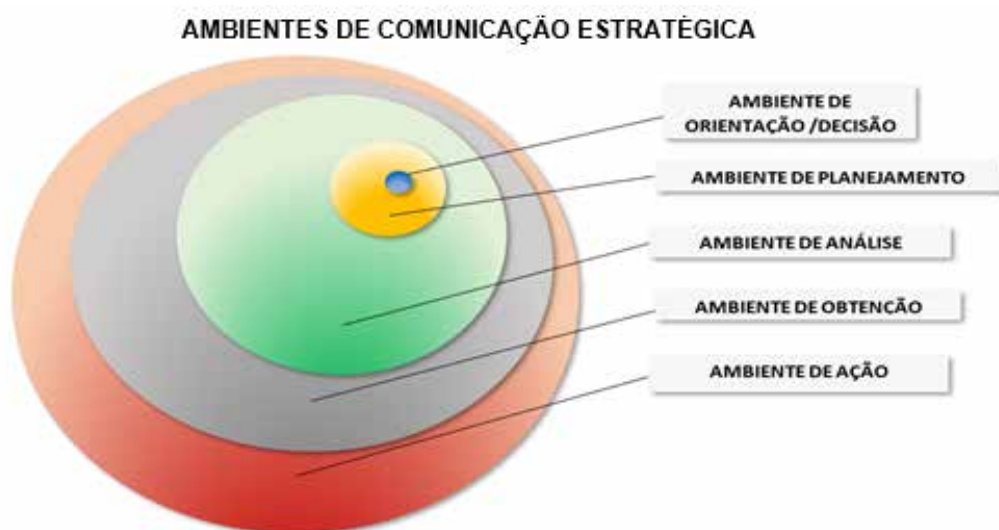 AMBIENTES DE COMUNICAÇÃO ESTRATÉGICA
AMBIENTE DE
ORIENTAÇÃO /DECISÃO
AMBIENTE DE PLANEJAMENTO
AMBIENTE DE ANÁLISE
AMBIENTE DE OBTENÇÃO
AMBIENTE DE AÇÃO